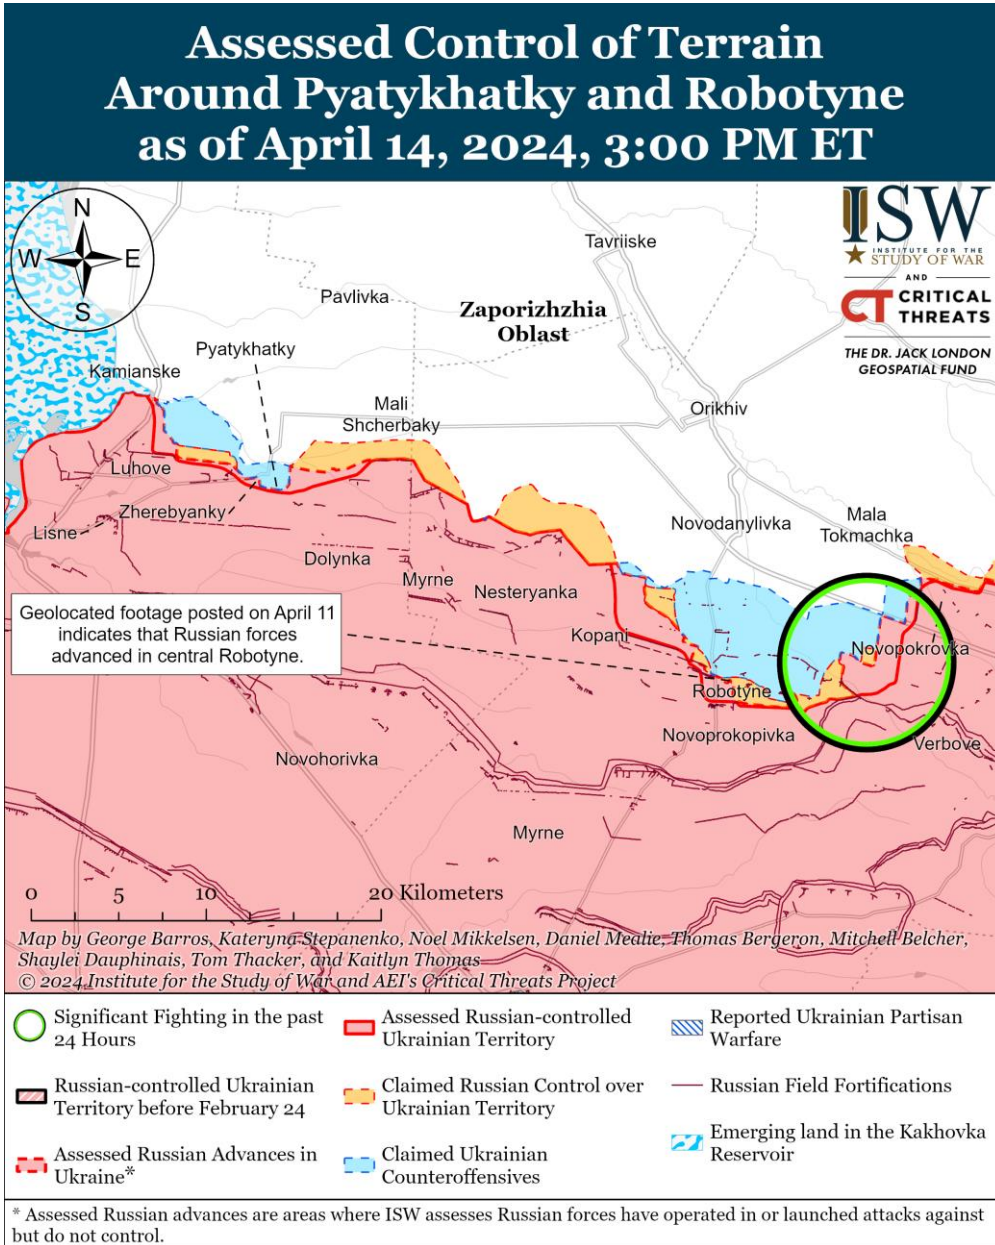 Assessed Control of Terrain
Around Pyatykhatky and Robotyne
as of April 14, 2024, 3:00 PM ET
N
W
E
S
ISW
INSTITUTE FOR THE
STUDY OF WAR
AND
CT CRITICAL
THREATS
THE DR. JACK LONDON
GEOSPATIAL FUND
Tavriiske
Pavlivka
Zaporizhzhia
Oblast
Pyatykhatky
Kamianske
Mali
Shcherbaky
Orikhiv
Luhove
Zherebyanky
Lisne
Novodanylivka
Mala
Tokmachka
Dolynka
Myrne
Nesteryanka
Geolocated footage posted on April 11
indicates that Russian forces
advanced in central Robotyne.
Kopani
Novopokrovka
Robotyne
Novoprokopivka
Verbove
Novohorivka
Myrne
0 5 10 20 Kilometers
Map by George Barros, Kateryna Stepanenko, Noel Mikkelsen, Daniel Mealie, Thomas Bergeron, Mitchell Belcher,
Shaylei Dauphinais, Tom Thacker, and Kaitlyn Thomas
© 2024 Institute for the Study of War and AEI's Critical Threats Project
Significant Fighting in the past
24 Hours
Russian-controlled Ukrainian
Territory before February 24
Assessed Russian Advances in
Ukraine*
Assessed Russian-controlled
Ukrainian Territory
Claimed Russian Control over
Ukrainian Territory
Claimed Ukrainian
Counteroffensives
Reported Ukrainian Partisan
Warfare
Russian Field Fortifications
Emerging land in the Kakhovka
Reservoir
* Assessed Russian advances are areas where ISW assesses Russian forces have operated in or launched attacks against
but do not control.